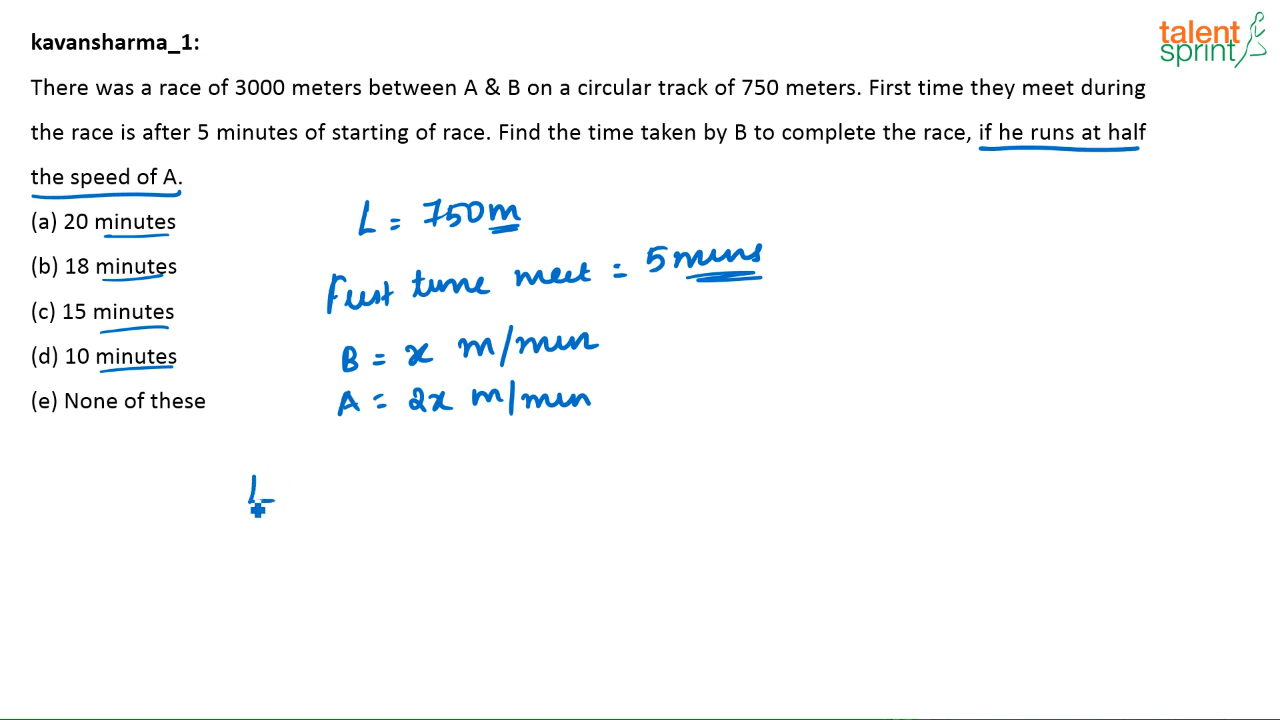 talent
sprint
kavansharma_1:
There was a race of 3000 meters between A & B on a circular track of 750 meters. First time they meet during
the race is after 5 minutes of starting of race. Find the time taken by B to complete the race, if he runs at half
the speed of A.
(a) 20 minutes
(b) 18 minutes
(c) 15 minutes
(d) 10 minutes
(e) None of these
L = 750m
First time meet = 5 mins
B = x m/min
A = 2x m/min
L